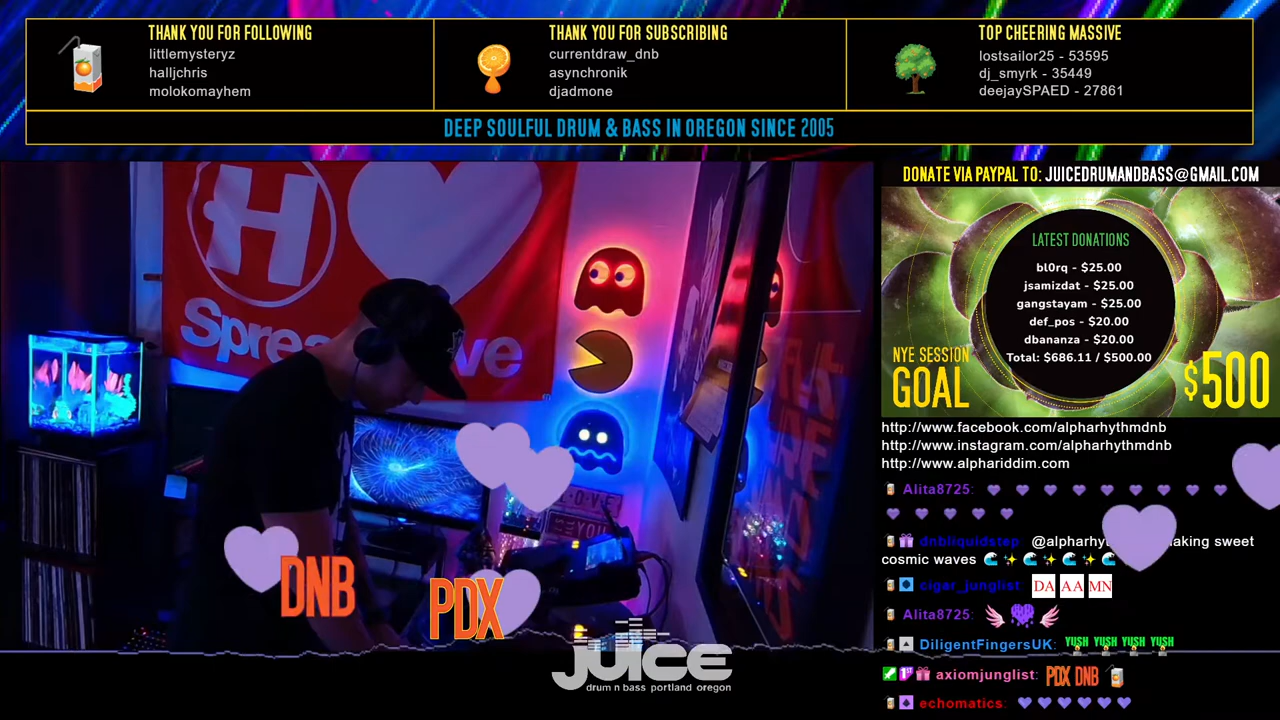 THANK YOU FOR FOLLOWING
littlemysteryz
halljchris
molokomayhem
THANK YOU FOR SUBSCRIBING
currentdraw_dnb
asynchronik
djadmone
TOP CHEERING MASSIVE
lostsailor25 - 53595
dj_smyrk - 35449
deejaySPAED - 27861
DEEP SOULFUL DRUM & BASS IN OREGON SINCE 2005
DONATE VIA PAYPAL TO: JUICEDRUMANDBASS@GMAIL.COM
LATEST DONATIONS
bl0rq - $25.00
jsamizdat - $25.00
gangstayam - $25.00
def_pos - $20.00
dbananza - $20.00
Total: $686.11 / $500.00
NYE SESSION
GOAL
$500
http://www.facebook.com/alpharhythmdnb
http://www.instagram.com/alpharhythmdnb
http://www.alphariddim.com
Alita8725:
dnbliquidstep
cosmic waves
sweet
cigar_junglist: DA AA MN
Alita8725:
DiligentFingersUK: YUSH YUSH YUSH YUSH
axiomjunglist: PDX DNB
echomatics:
H
DNB
PDX
LOVE
YOU
JUICE
drum n bass portland oregon